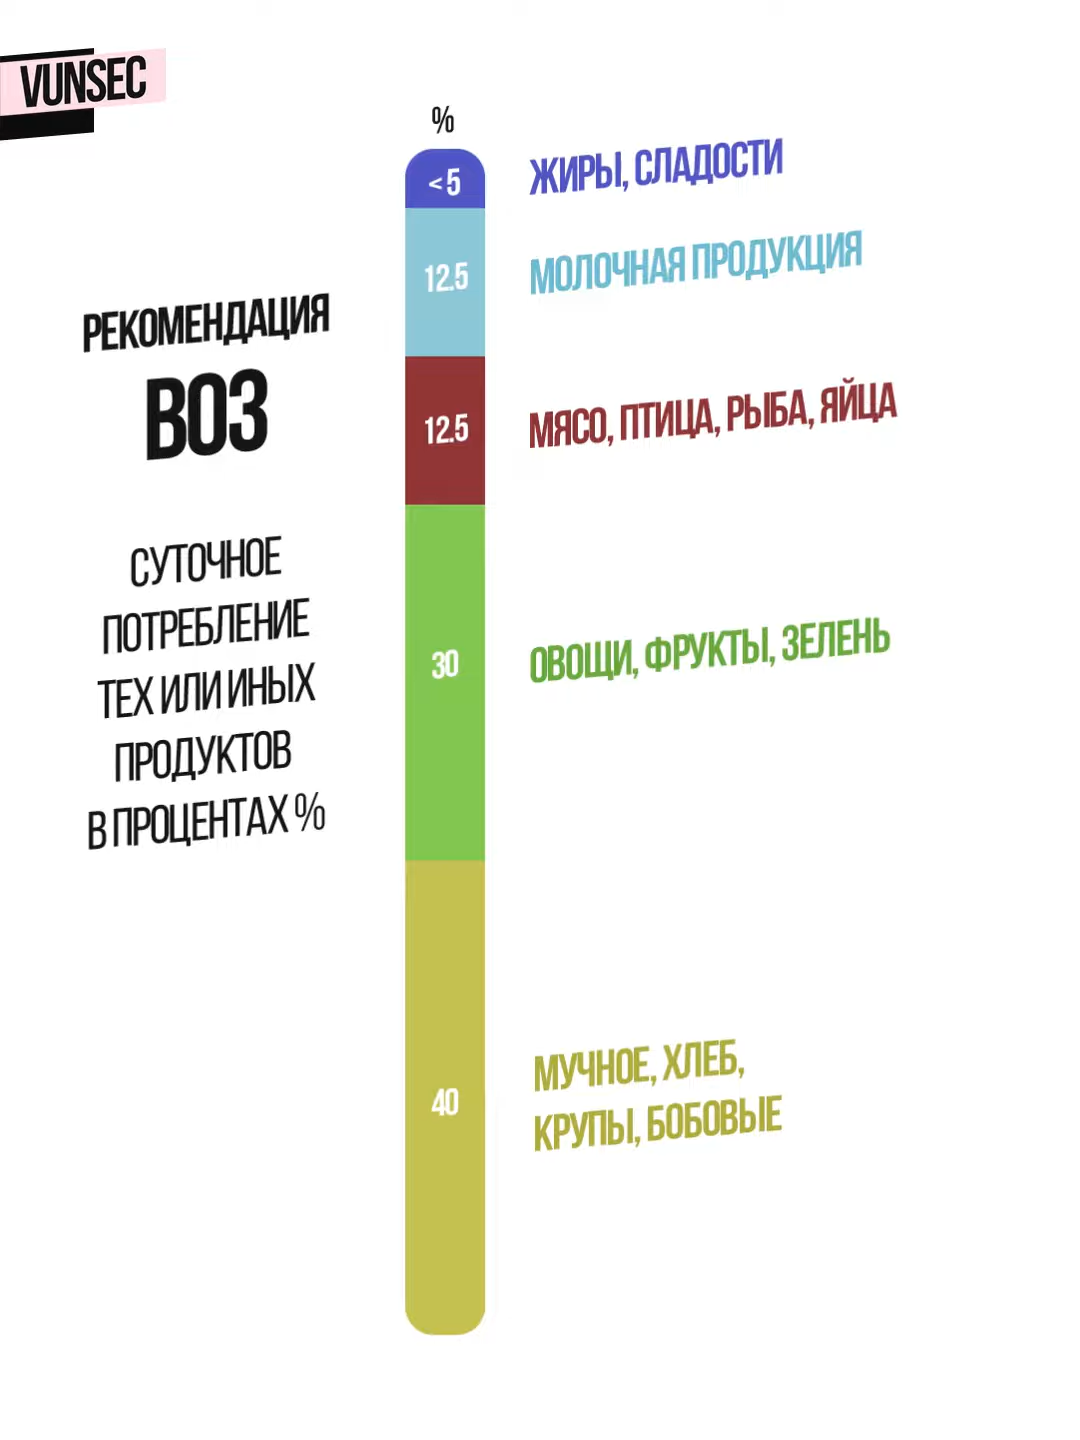 VUNSEC
%
<5
ЖИРЫ, СЛАДОСТИ
12.5
МОЛОЧНАЯ ПРОДУКЦИЯ
РЕКОМЕНДАЦИЯ
ВОЗ
12.5
МЯСО, ПТИЦА, РЫБА, ЯЙЦА
СУТОЧНОЕ
ПОТРЕБЛЕНИЕ
ТЕХ ИЛИ ИНЫХ
ПРОДУКТОВ
В ПРОЦЕНТАХ %
30
ОВОЩИ, ФРУКТЫ, ЗЕЛЕНЬ
40
МУЧНОЕ, ХЛЕБ,
КРУПЫ, БОБОВЫЕ